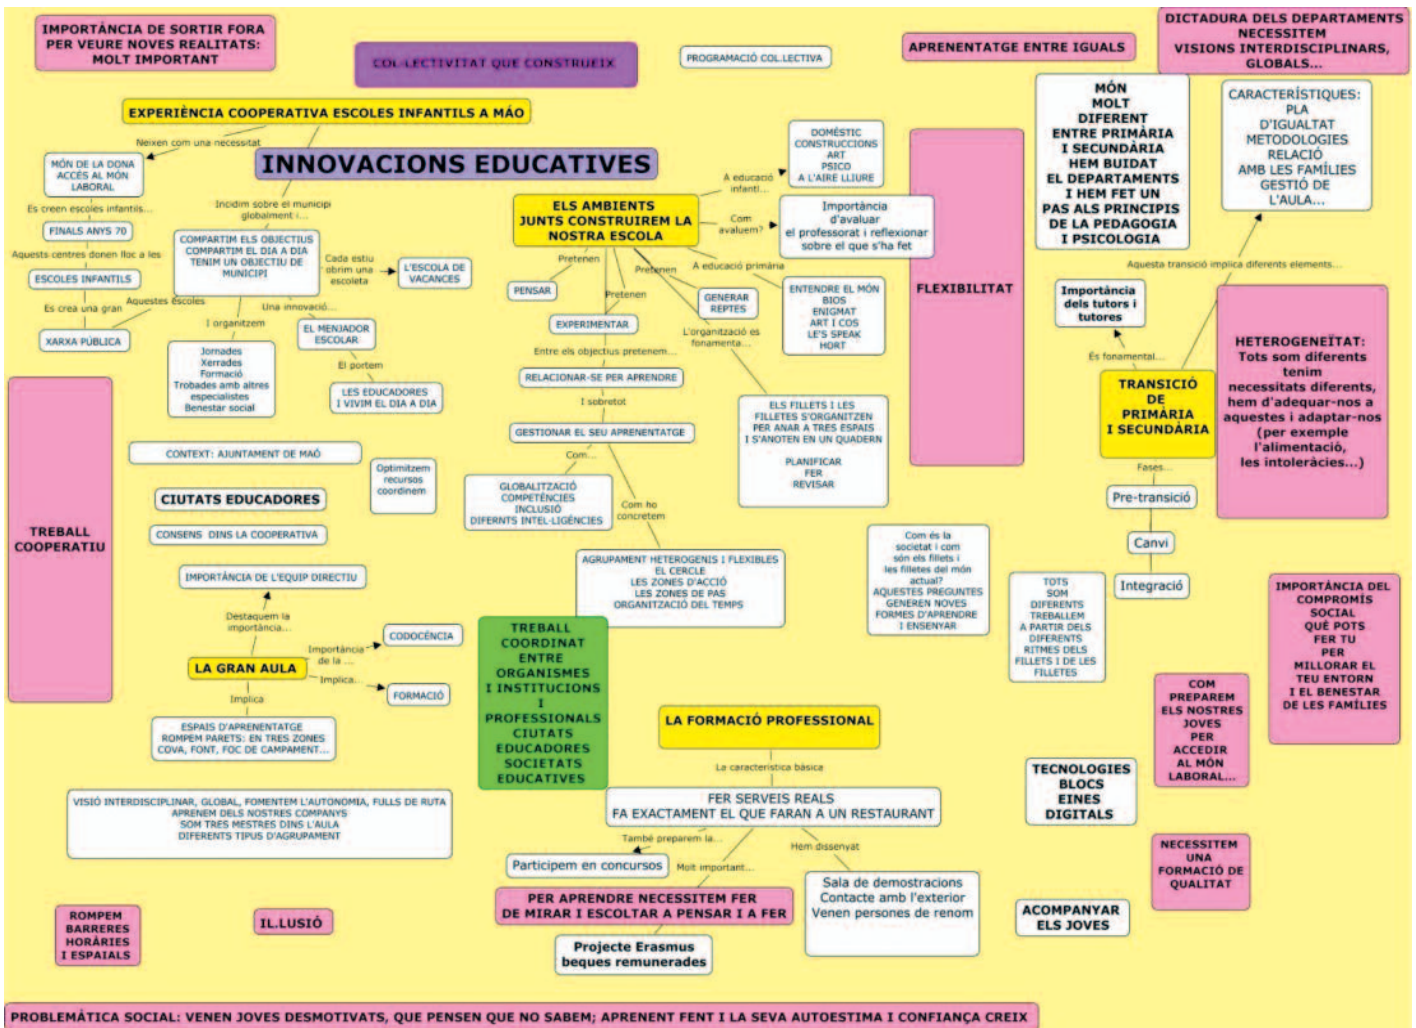 IMPORTÀNCIA DE SORTIR FORA
PER VEURE NOVES REALITATS:
MOLT IMPORTANT
COL·LECTIVITAT QUE CONSTRUEIX
PROGRAMACIÓ COL.LECTIVA
APRENENTATGE ENTRE IGUALS
DICTADURA DELS DEPARTAMENTS
NECESSITEM
VISIONS INTERDISCIPLINARS,
GLOBALS...
EXPERIÈNCIA COOPERATIVA ESCOLES INFANTILS A MÁO
Neixen com una necessitat
MÓN DE LA DONA
ACCÉS AL MÓN
LABORAL
Es creen escoles infantils...
FINALS ANYS 70
Aquests centres donen lloc a les
ESCOLES INFANTILS
Es crea una gran
Aquestes escoles
XARXA PÚBLICA
INNOVACIONS EDUCATIVES
Incidim sobre el municipi
globalment i...
COMPARTIM ELS OBJECTIUS
COMPARTIM EL DIA A DIA
TENIM UN OBJECTIU DE
MUNICIPI
Cada estiu
obrim una
escoleta
L'ESCOLA DE
VACANCES
I organitzem
Jornades
Xerrades
Formació
Trobades amb altres
especialistes
Benestar social
Una innovació...
EL MENJADOR
ESCOLAR
El portem
LES EDUCADORES
I VIVIM EL DIA A DIA
ELS AMBIENTS
JUNTS CONSTRUIREM LA
NOSTRA ESCOLA
A educació
infantl...
DOMÈSTIC
CONSTRUCCIONS
ART
PSICO
A L'AIRE LLIURE
Com
avaluem?
Importància
d'avaluar
el professorat i reflexionar
sobre el que s'ha fet
Pretenen
PENSAR
Pretenen
EXPERIMENTAR
Pretenen
GENERAR
REPTES
A educació primària
ENTENDRE EL MÓN
BIOS
ENIGMAT
ART I COS
LE'S SPEAK
HORT
L'organització es
fonamenta...
ELS FILLETS I LES
FILLETES S'ORGANITZEN
PER ANAR A TRES ESPAIS
I S'ANOTEN EN UN QUADERN
PLANIFICAR
FER
REVISAR
Entre els objectius pretenem...
RELACIONAR-SE PER APRENDRE
I sobretot
GESTIONAR EL SEU APRENENTATGE
Com...
GLOBALITZACIÓ
COMPETÈNCIES
INCLUSIÓ
DIFERNTS INTEL·LIGÈNCIES
Com ho
concretem
AGRUPAMENT HETEROGENIS I FLEXIBLES
EL CERCLE
LES ZONES D'ACCIÓ
LES ZONES DE PAS
ORGANITZACIÓ DEL TEMPS
FLEXIBILITAT
MÓN
MOLT
DIFERENT
ENTRE PRIMÀRIA
I SECUNDÀRIA
HEM BUIDAT
EL DEPARTAMENTS
I HEM FET UN
PAS ALS PRINCIPIS
DE LA PEDAGOGIA
I PSICOLOGIA
CARACTERÍSTIQUES:
PLA
D'IGUALTAT
METODOLOGIES
RELACIÓ
AMB LES FAMÍLIES
GESTIÓ DE
L'AULA...
Aquesta transició implica diferents elements...
Importància
dels tutors i
tutores
És fonamental...
TRANSICIÓ
DE
PRIMÀRIA
I SECUNDÀRIA
Fases...
Pre-transició
Canvi
Integració
HETEROGENEÏTAT:
Tots som diferents
tenim
necessitats diferents,
hem d'adequar-nos a
aquestes i adaptar-nos
(per exemple
l'alimentació,
les intoleràcies...)
TREBALL
COOPERATIU
CONTEXT: AJUNTAMENT DE MAÓ
Optimitzem
recursos
coordinem
CIUTATS EDUCADORES
CONSENS DINS LA COOPERATIVA
IMPORTÀNCIA DE L'EQUIP DIRECTIU
Destaquem la
importància...
LA GRAN AULA
Importància
de la ...
CODOCÈNCIA
Implica...
FORMACIÓ
Implica
ESPAIS D'APRENENTATGE
ROMPEM PARETS: EN TRES ZONES
COVA, FONT, FOC DE CAMPAMENT...
VISIÓ INTERDISCIPLINAR, GLOBAL, FOMENTEM L'AUTONOMIA, FULLS DE RUTA
APRENEM DELS NOSTRES COMPANYS
SOM TRES MESTRES DINS L'AULA
DIFERENTS TIPUS D'AGRUPAMENT
TREBALL
COORDINAT
ENTRE
ORGANISMES
I INSTITUCIONS
I
PROFESSIONALS
CIUTATS
EDUCADORES
SOCIETATS
EDUCATIVES
Com és la
societat i com
són els fillets i
les filletes del món
actual?
AQUESTES PREGUNTES
GENEREN NOVES
FORMES D'APRENDRE
I ENSENYAR
TOTS
SOM
DIFERENTS
TREBALLEM
A PARTIR DELS
DIFERENTS
RITMES DELS
FILLETS I DE LES
FILLETES
IMPORTÀNCIA DEL
COMPROMÍS
SOCIAL
QUÈ POTS
FER TU
PER
MILLORAR EL
TEU ENTORN
I EL BENESTAR
DE LES FAMÍLIES
COM
PREPAREM
ELS NOSTRES
JOVES
PER
ACCEDIR
AL MÓN
LABORAL...
LA FORMACIÓ PROFESSIONAL
La característica bàsica
FER SERVEIS REALS
FA EXACTAMENT EL QUE FARAN A UN RESTAURANT
També preparem la...
Participem en concursos
Molt important...
PER APRENDRE NECESSITEM FER
DE MIRAR I ESCOLTAR A PENSAR I A FER
Projecte Erasmus
beques remunerades
Hem dissenyat
Sala de demostracions
Contacte amb l'exterior
Venen persones de renom
TECNOLOGIES
BLOCS
EINES
DIGITALS
NECESSITEM
UNA
FORMACIÓ DE
QUALITAT
ACOMPANYAR
ELS JOVES
ROMPEM
BARRERES
HORÀRIES
I ESPAIALS
IL.LUSIÓ
PROBLEMÀTICA SOCIAL: VENEN JOVES DESMOTIVATS, QUE PENSEN QUE NO SABEM; APRENENT FENT I LA SEVA AUTOESTIMA I CONFIANÇA CREIX